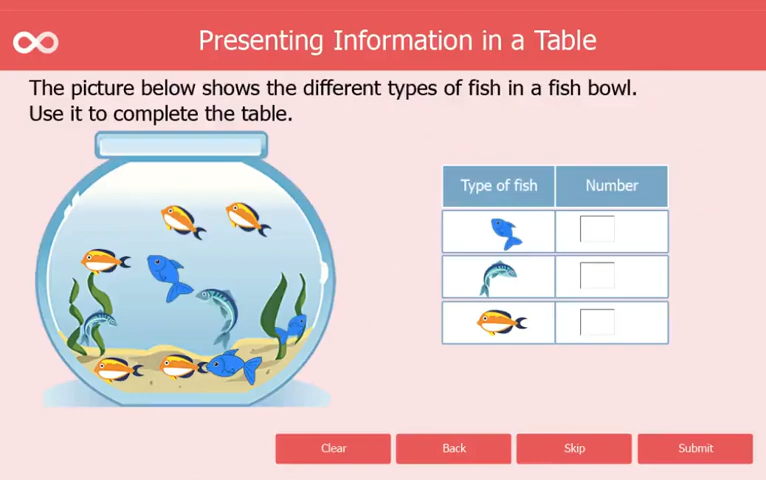 Presenting Information in a Table
The picture below shows the different types of fish in a fish bowl.
Use it to complete the table.
Type of fish Number
Clear Back Skip Submit